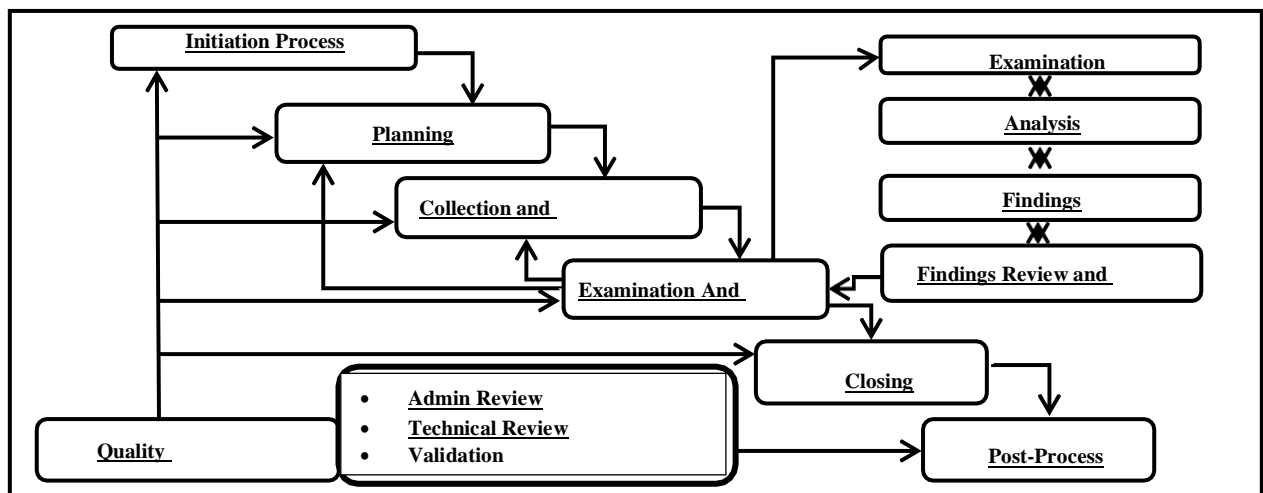 Initiation Process
Examination
Planning
Analysis
Collection and
Findings
Examination And
Findings Review and
Closing
• Admin Review
• Technical Review
• Validation
Quality
Post-Process